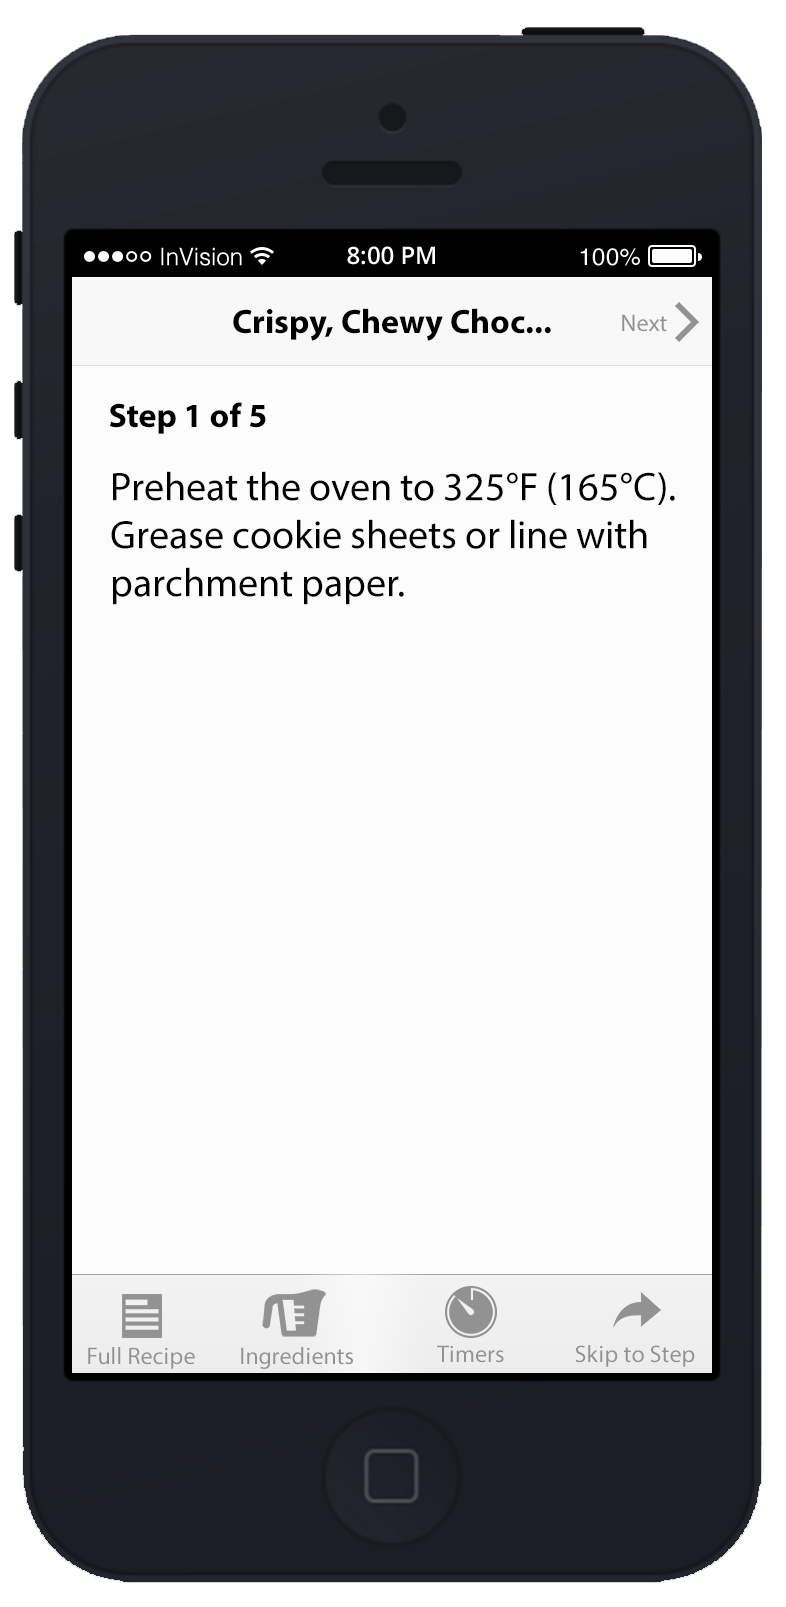 InVision 8:00 PM 100%
Crispy, Chewy Choc... Next
Step 1 of 5
Preheat the oven to 325°F (165°C).
Grease cookie sheets or line with
parchment paper.
Full Recipe Ingredients Timers Skip to Step